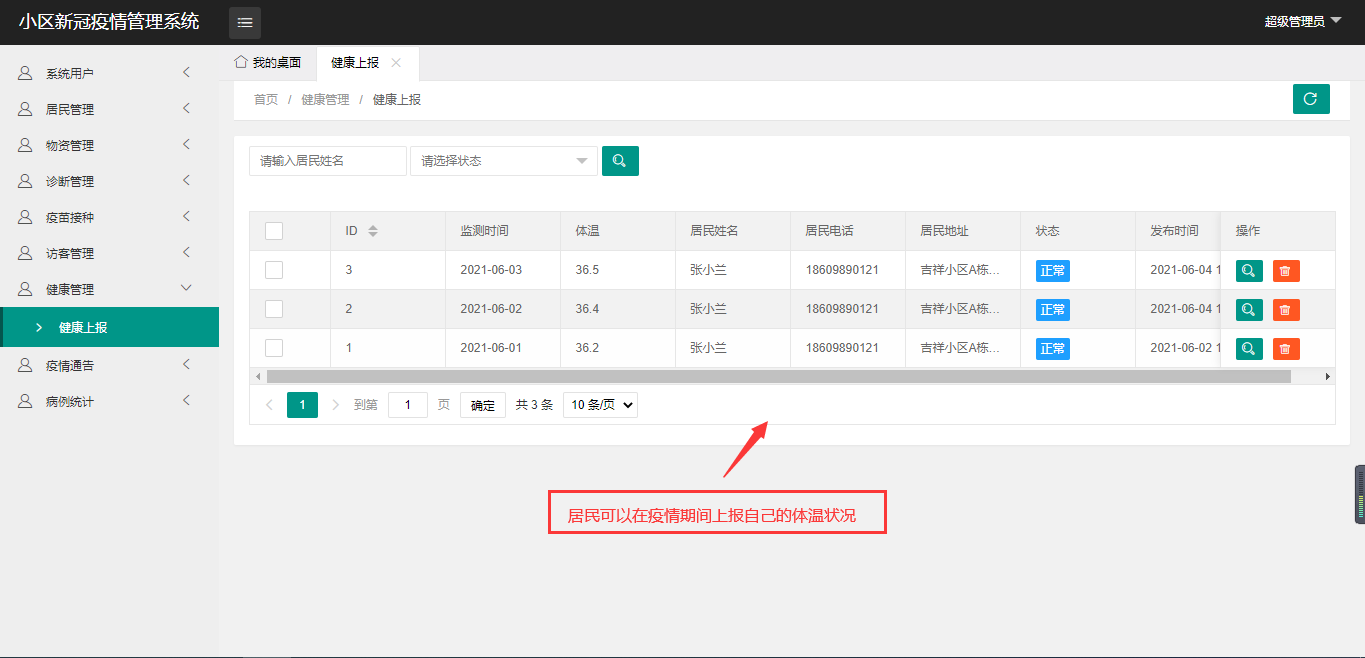 小区新冠疫情管理系统
超级管理员
系统用户
居民管理
物资管理
诊断管理
疫苗接种
访客管理
健康管理
健康上报
疫情通告
病例统计
我的桌面 健康上报
首页 / 健康管理 / 健康上报
请输入居民姓名 请选择状态
ID 监测时间 体温 居民姓名 居民电话 居民地址 状态 发布时间 操作
3 2021-06-03 36.5 张小兰 18609890121 吉祥小区A栋... 正常 2021-06-04 1
2 2021-06-02 36.4 张小兰 18609890121 吉祥小区A栋... 正常 2021-06-04 1
1 2021-06-01 36.2 张小兰 18609890121 吉祥小区A栋... 正常 2021-06-02 1
1 到第 1 页 确定 共 3 条 10 条/页
居民可以在疫情期间上报自己的体温状况